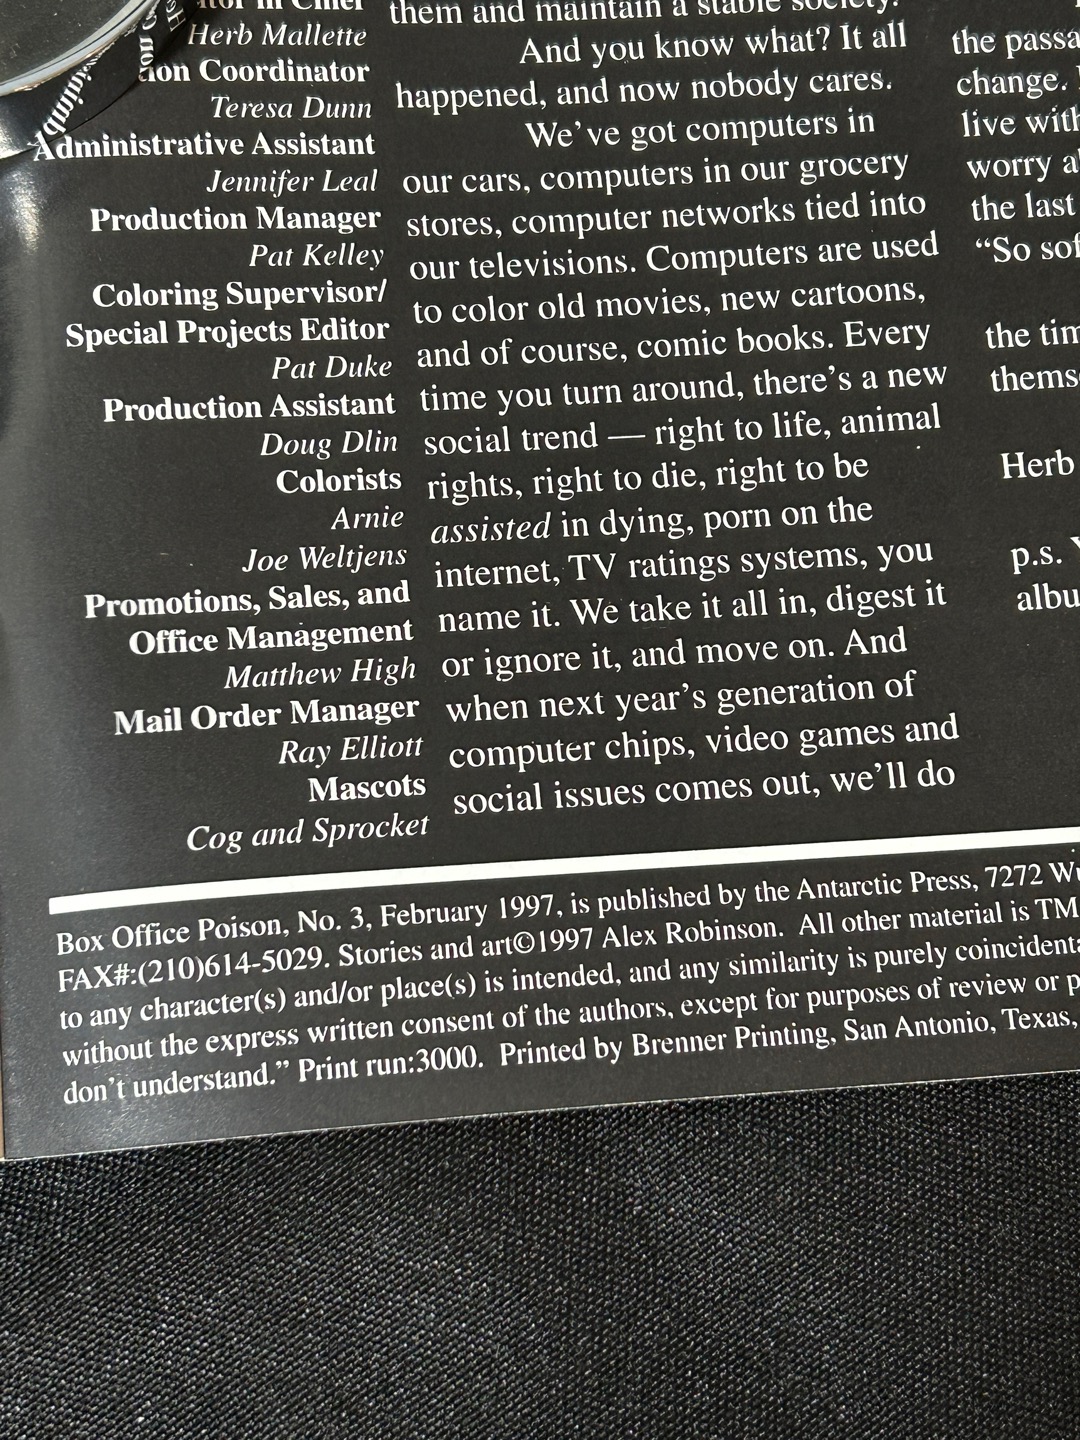 Herb Mallette
Coordinator
Teresa Dunn
Administrative Assistant
Jennifer Leal
Production Manager
Pat Kelley
Coloring Supervisor/
Special Projects Editor
Pat Duke
Production Assistant
Doug Dlin
Colorists
Arnie
Joe Weltjens
Promotions, Sales, and
Office Management
Matthew High
Mail Order Manager
Ray Elliott
Mascots
Cog and Sprocket
them and maintain a stable society.
And you know what? It all
happened, and now nobody cares.
We've got computers in
our cars, computers in our grocery
stores, computer networks tied into
our televisions. Computers are used
to color old movies, new cartoons,
and of course, comic books. Every
time you turn around, there's a new
social trend — right to life, animal
rights, right to die, right to be
assisted in dying, porn on the
internet, TV ratings systems, you
name it. We take it all in, digest it
or ignore it, and move on. And
when next year's generation of
computer chips, video games and
social issues comes out, we'll do
the passa
change.
live with
worry a
the last
“So sof
the tim
themse
Herb
p.s.
albu
Box Office Poison, No. 3, February 1997, is published by the Antarctic Press, 7272 Wu
FAX#:(210)614-5029. Stories and art©1997 Alex Robinson. All other material is TM
to any character(s) and/or place(s) is intended, and any similarity is purely coincidenta
without the express written consent of the authors, except for purposes of review or p
don't understand.” Print run:3000. Printed by Brenner Printing, San Antonio, Texas,